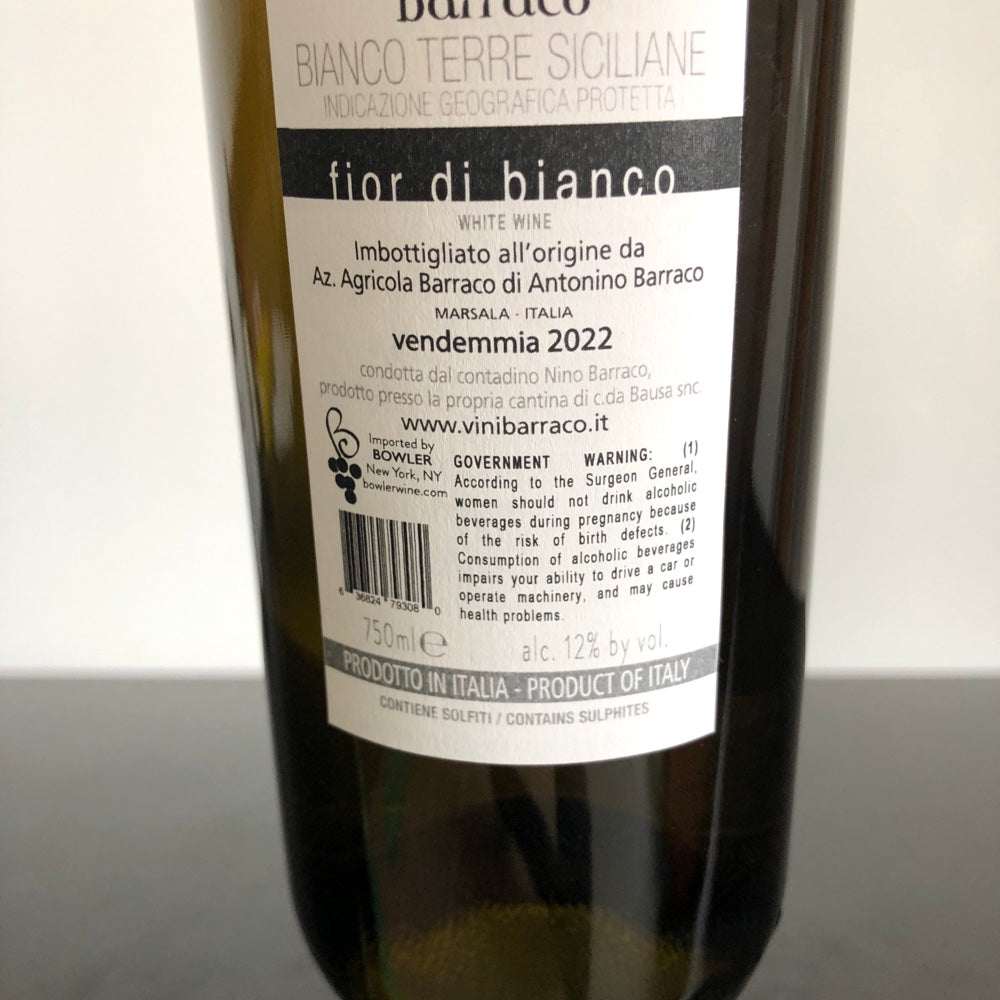 barraco
BIANCO TERRE SICILIANE
INDICAZIONE GEOGRAFICA PROTETTA
fior di bianco
WHITE WINE
Imbottigliato all'origine da
Az. Agricola Barraco di Antonino Barraco
MARSALA - ITALIA
vendemmia 2022
condotta dal contadino Nino Barraco,
prodotto presso la propria cantina di c.da Bausa snc.
www.vinibarraco.it
Imported by
BOWLER
New York, NY
bowlerwine.com
GOVERNMENT WARNING: (1)
According to the Surgeon General,
women should not drink alcoholic
beverages during pregnancy because
of the risk of birth defects. (2)
Consumption of alcoholic beverages
impairs your ability to drive a car or
operate machinery, and may cause
health problems.
6 36824 79308 0
750ml e
alc. 12% by vol.
PRODOTTO IN ITALIA - PRODUCT OF ITALY
CONTIENE SOLFITI / CONTAINS SULPHITES